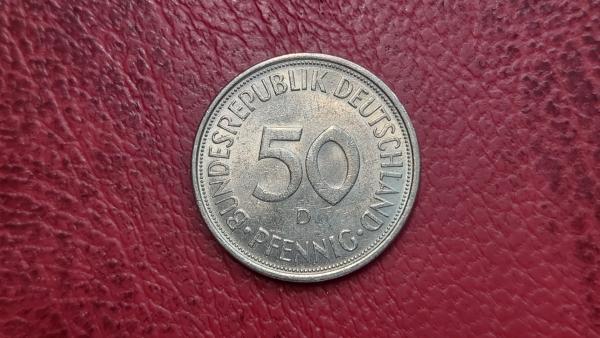 BUNDESREPUBLIK DEUTSCHLAND
50
D
· PFENNIG ·